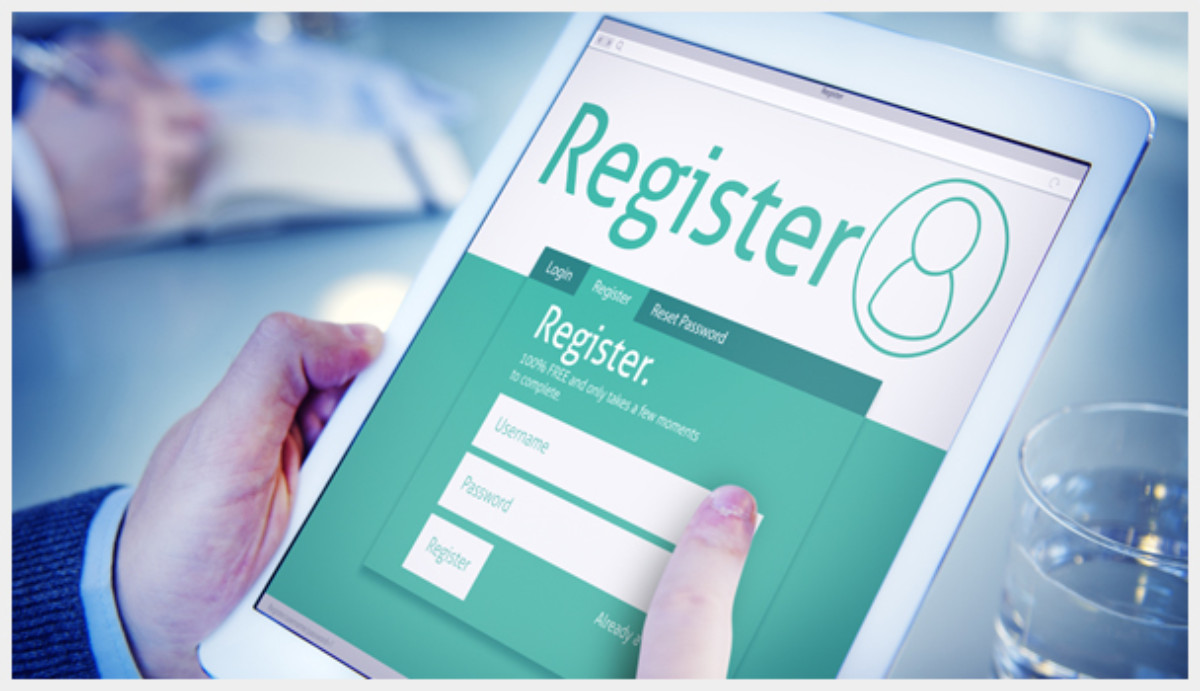 Register
Register
Login Register Reset Password
Register.
100% FREE and only takes a few moments
to complete.
Username
Password
Register
Already a